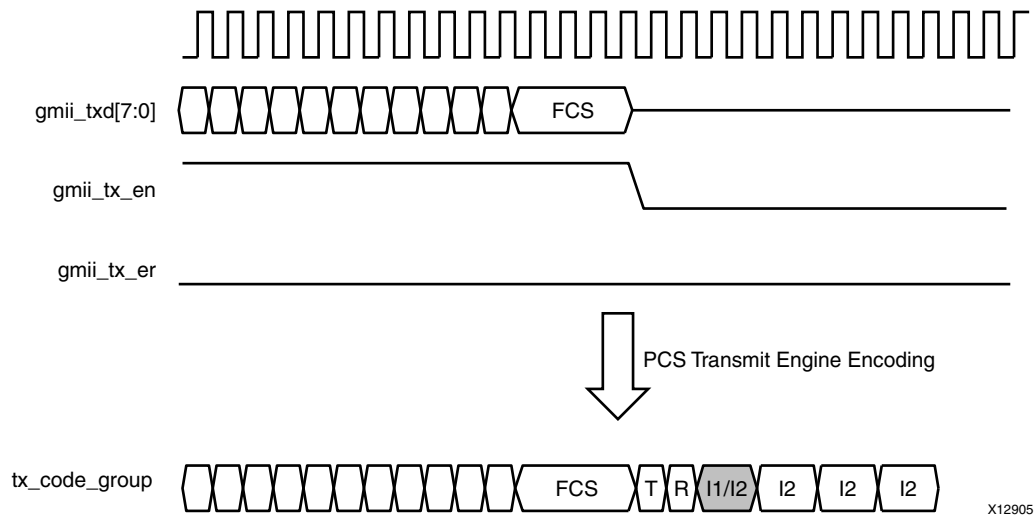 gmii_txd[7:0] FCS
gmii_tx_en
gmii_tx_er
PCS Transmit Engine Encoding
tx_code_group FCS T R I1/I2 I2 I2 I2
X12905